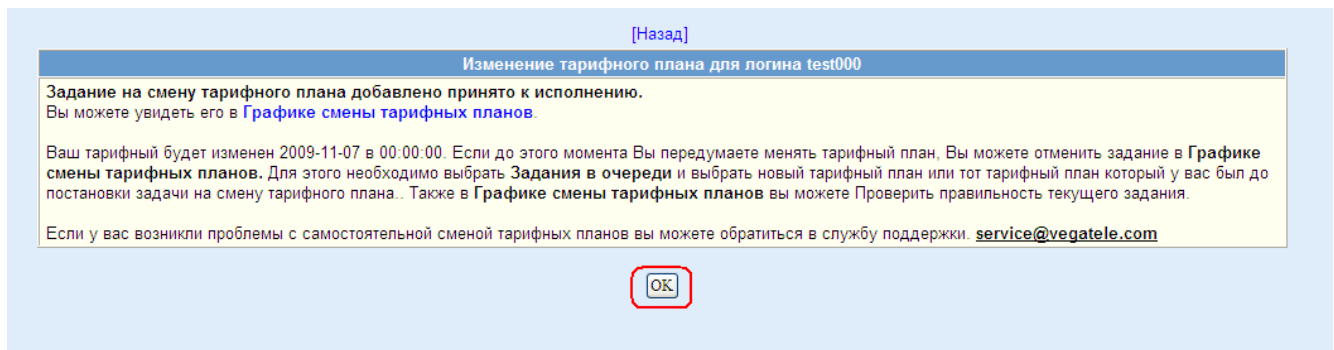 [Назад]
Изменение тарифного плана для логина test000
Задание на смену тарифного плана добавлено принято к исполнению.
Вы можете увидеть его в Графике смены тарифных планов.
Ваш тарифный будет изменен 2009-11-07 в 00:00:00. Если до этого момента Вы передумаете менять тарифный план, Вы можете отменить задание в Графике
смены тарифных планов. Для этого необходимо выбрать Задания в очереди и выбрать новый тарифный план или тот тарифный план который у вас был до
постановки задачи на смену тарифного плана.. Также в Графике смены тарифных планов вы можете Проверить правильность текущего задания.
Если у вас возникли проблемы с самостоятельной сменой тарифных планов вы можете обратиться в службу поддержки. service@vegatele.com
OK